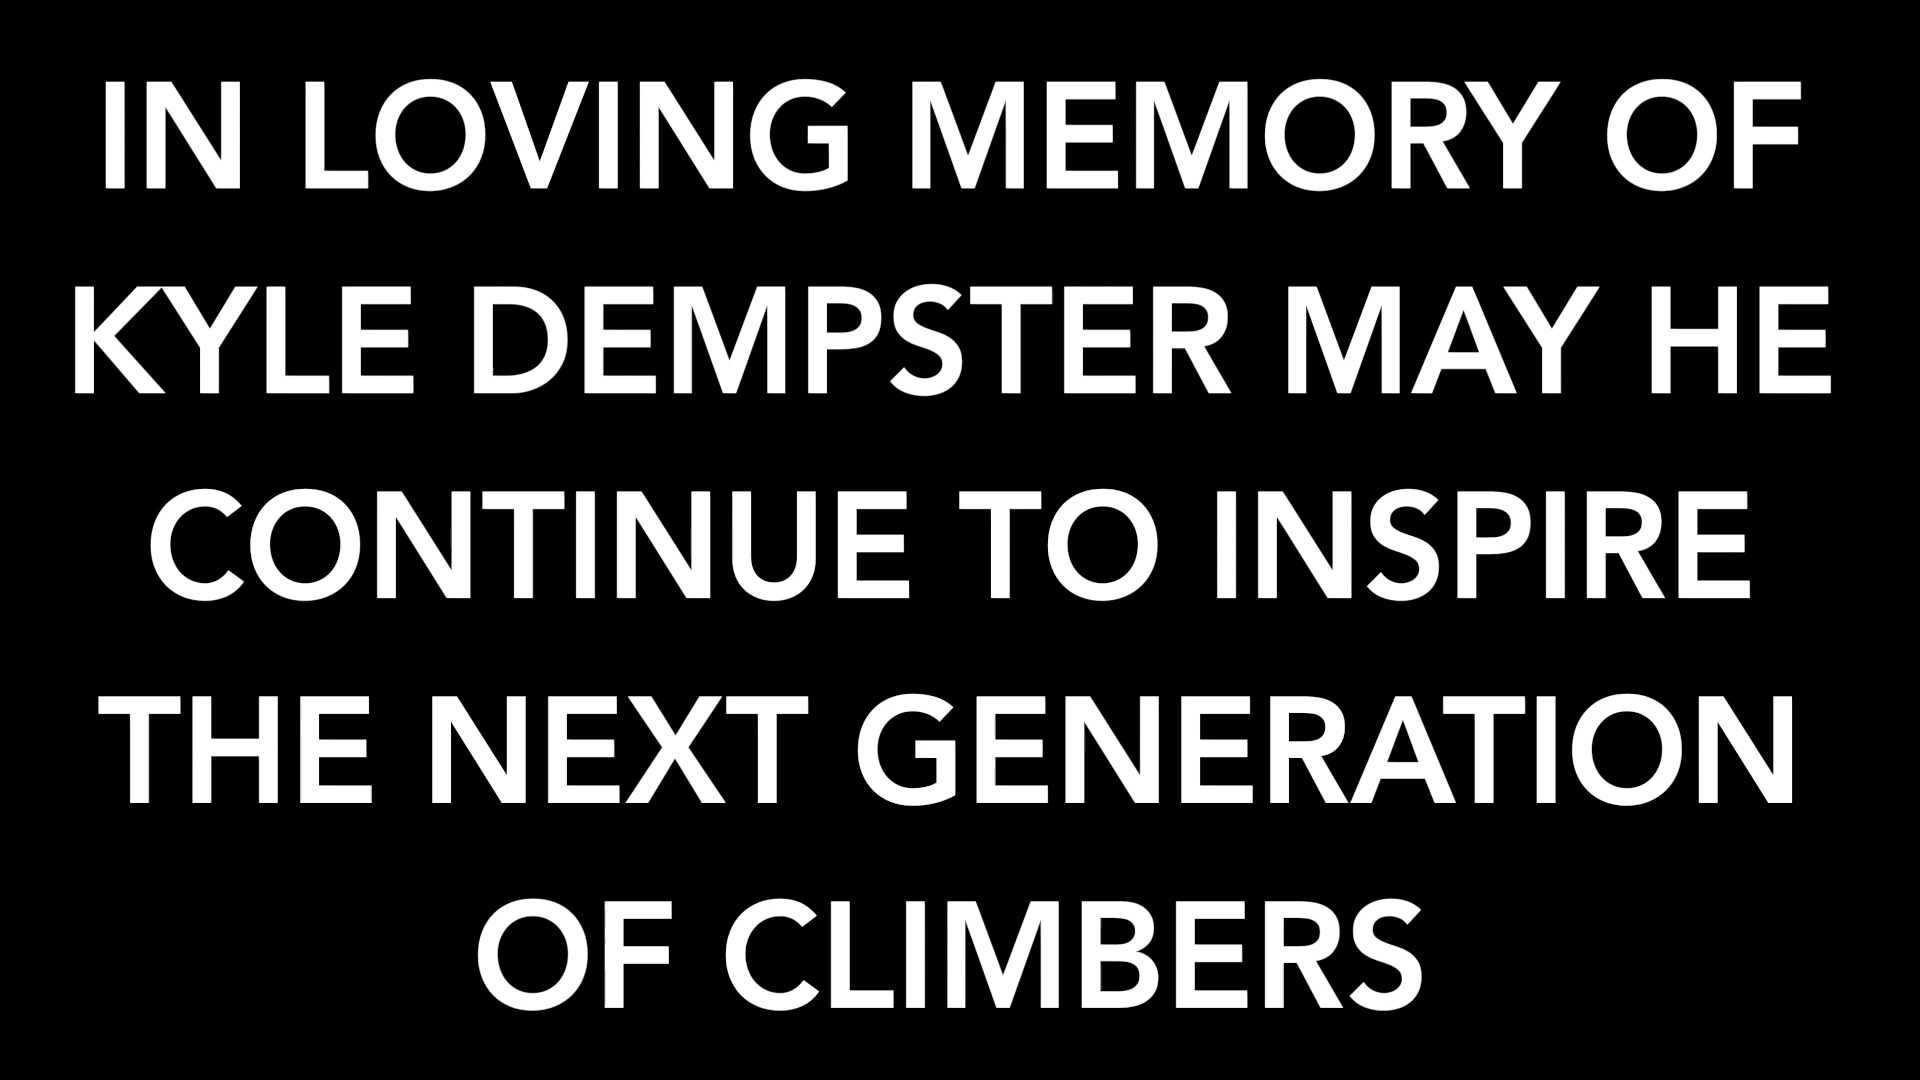 IN LOVING MEMORY OF
KYLE DEMPSTER MAY HE
CONTINUE TO INSPIRE
THE NEXT GENERATION
OF CLIMBERS